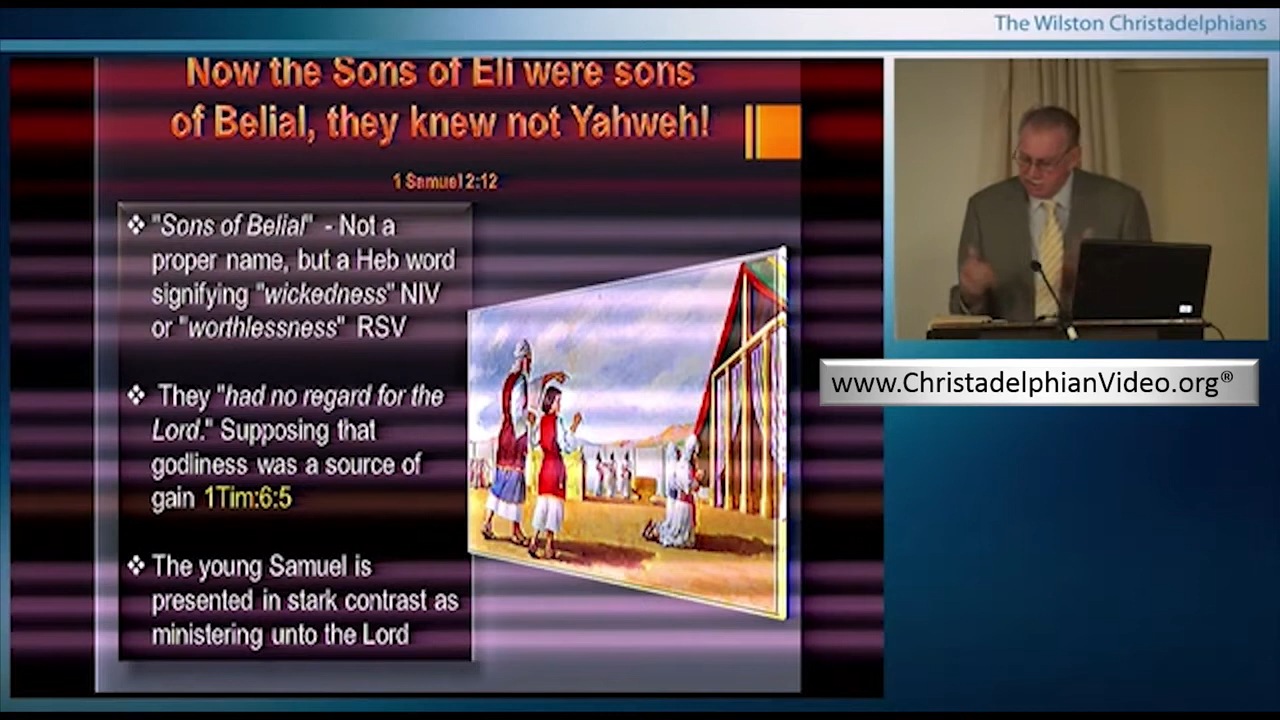 The Wilston Christadelphians
Now the Sons of Eli were sons
of Belial, they knew not Yahweh!
1 Samuel 2:12
❖ "Sons of Belial" - Not a
proper name, but a Heb word
signifying "wickedness" NIV
or "worthlessness" RSV
❖ They "had no regard for the
Lord." Supposing that
godliness was a source of
gain 1Tim:6:5
❖ The young Samuel is
presented in stark contrast as
ministering unto the Lord
www.ChristadelphianVideo.org®